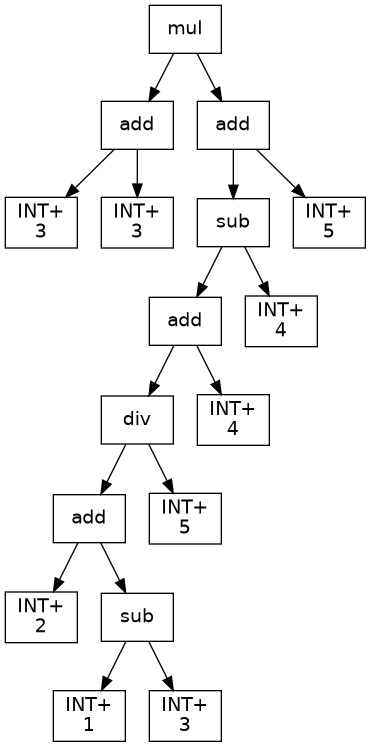 mul
add
add
INT+
3
INT+
3
sub
INT+
5
add
INT+
4
div
INT+
4
add
INT+
5
INT+
2
sub
INT+
1
INT+
3